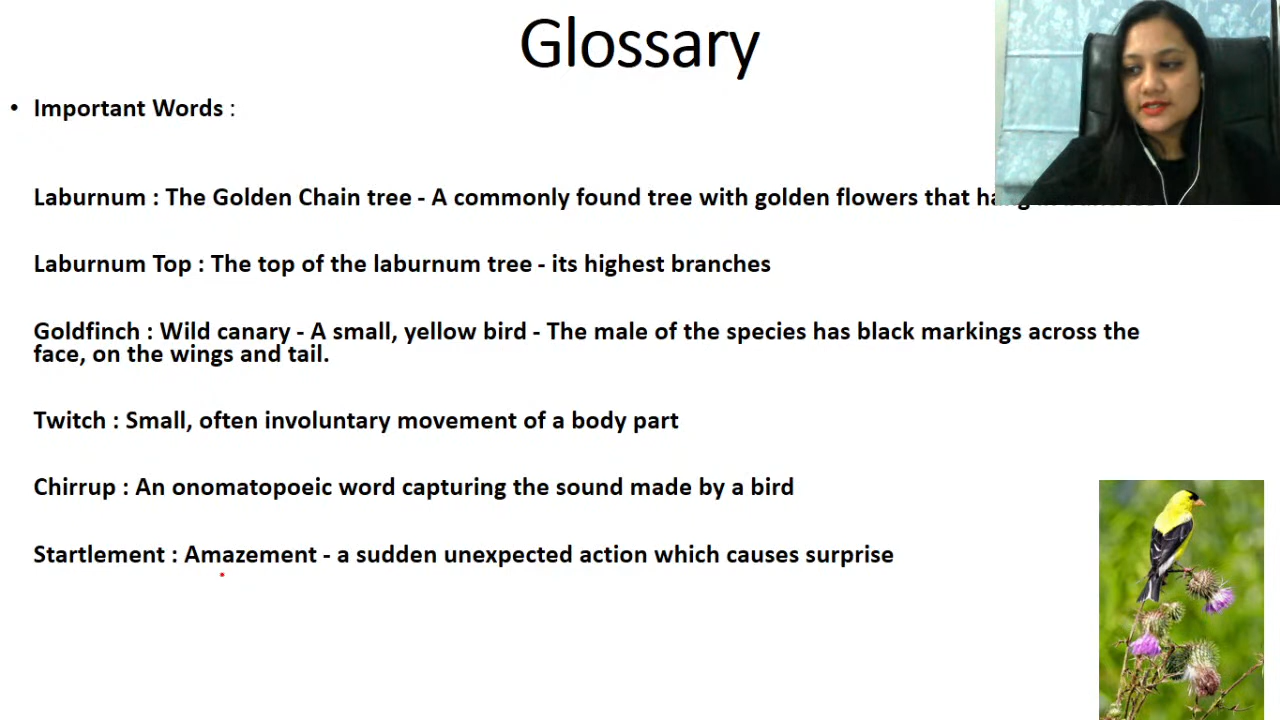 Glossary
• Important Words :
Laburnum : The Golden Chain tree - A commonly found tree with golden flowers that
Laburnum Top : The top of the laburnum tree - its highest branches
Goldfinch : Wild canary - A small, yellow bird - The male of the species has black markings across the
face, on the wings and tail.
Twitch : Small, often involuntary movement of a body part
Chirrup : An onomatopoeic word capturing the sound made by a bird
Startlement : Amazement - a sudden unexpected action which causes surprise